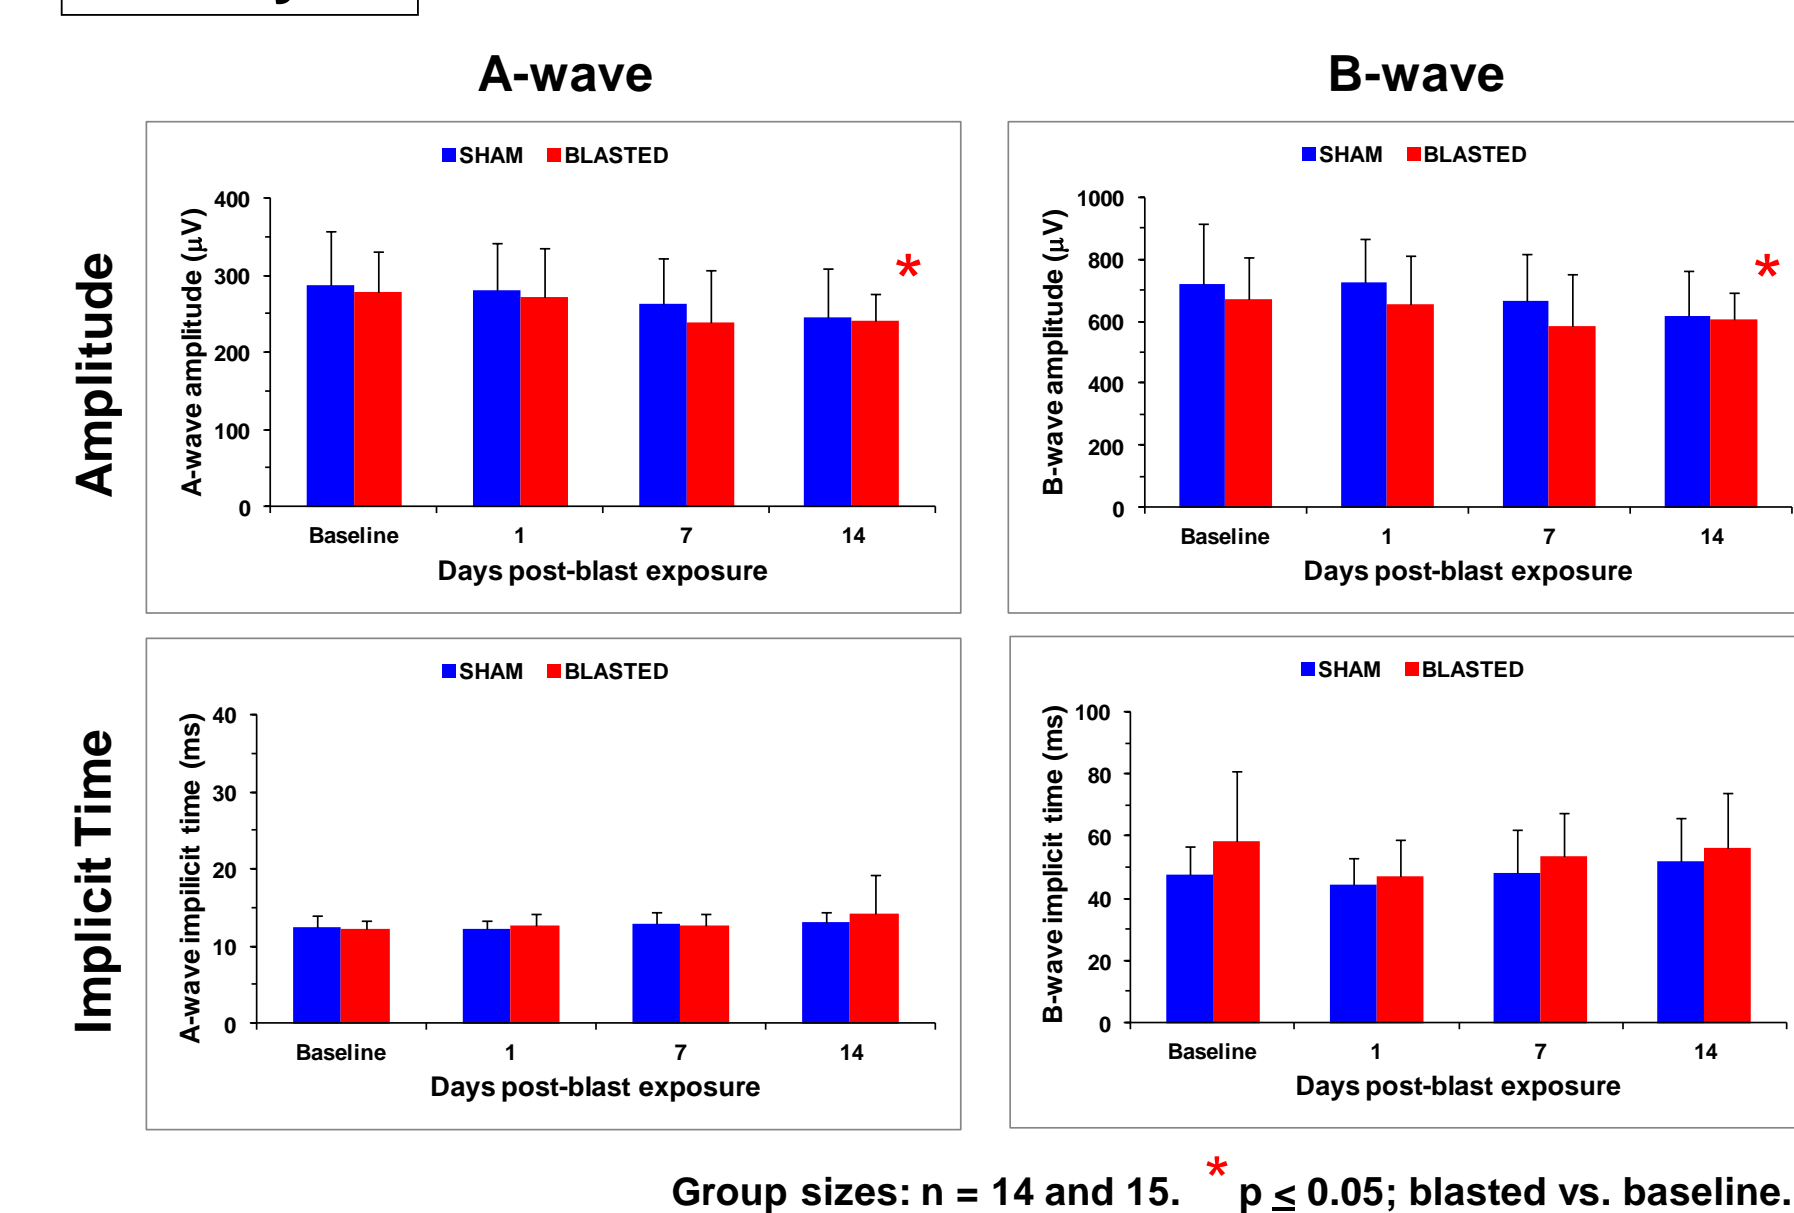 A-wave
B-wave
Amplitude
SHAM BLASTED
A-wave amplitude (μV)
400
300
200
100
0
Baseline 1 7 14
*
Days post-blast exposure
SHAM BLASTED
B-wave amplitude (μV)
1000
800
600
400
200
0
Baseline 1 7 14
*
Days post-blast exposure
Implicit Time
SHAM BLASTED
A-wave impilicit time (ms)
40
30
20
10
0
Baseline 1 7 14
Days post-blast exposure
SHAM BLASTED
B-wave implicit time (ms)
100
80
60
40
20
0
Baseline 1 7 14
Days post-blast exposure
Group sizes: n = 14 and 15. * p ≤ 0.05; blasted vs. baseline.